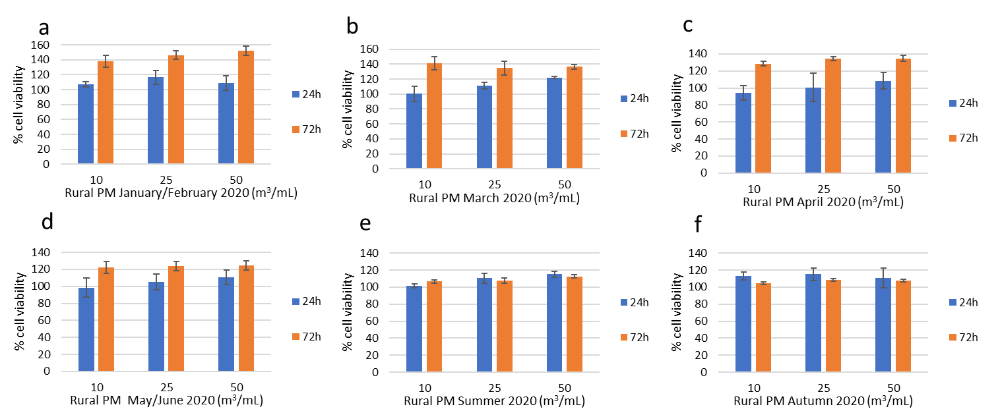 a
% cell viability
160
140
120
100
80
60
40
20
0
10 25 50
Rural PM January/February 2020 (m³/mL)
24h
72h
b
% cell viability
160
140
120
100
80
60
40
20
0
10 25 50
Rural PM March 2020 (m³/mL)
24h
72h
c
% cell viability
140
120
100
80
60
40
20
0
10 25 50
Rural PM April 2020 (m³/mL)
24h
72h
d
% cell viability
140
120
100
80
60
40
20
0
10 25 50
Rural PM May/June 2020 (m³/mL)
24h
72h
e
% cell viability
140
120
100
80
60
40
20
0
10 25 50
Rural PM Summer 2020 (m³/mL)
24h
72h
f
% cell viability
140
120
100
80
60
40
20
0
10 25 50
Rural PM Autumn 2020 (m³/mL)
24h
72h